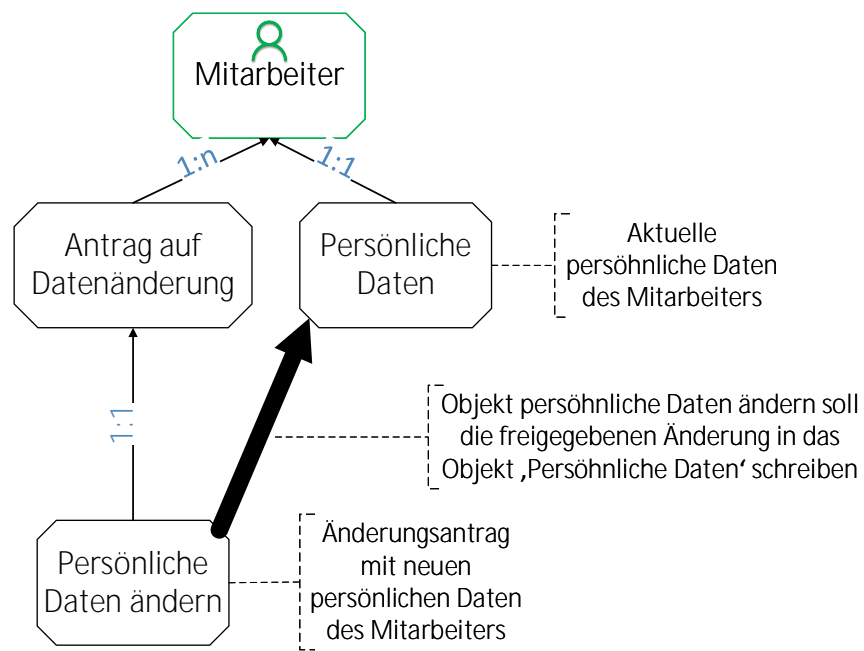 Mitarbeiter
1:n
1:1
Antrag auf
Datenänderung
Persönliche
Daten
Aktuelle
persöhnliche Daten
des Mitarbeiters
1:1
Objekt persöhnliche Daten ändern soll
die freigegebenen Änderung in das
Objekt ‚Persöhnliche Daten‘ schreiben
Persönliche
Daten ändern
Änderungsantrag
mit neuen
persönlichen Daten
des Mitarbeiters